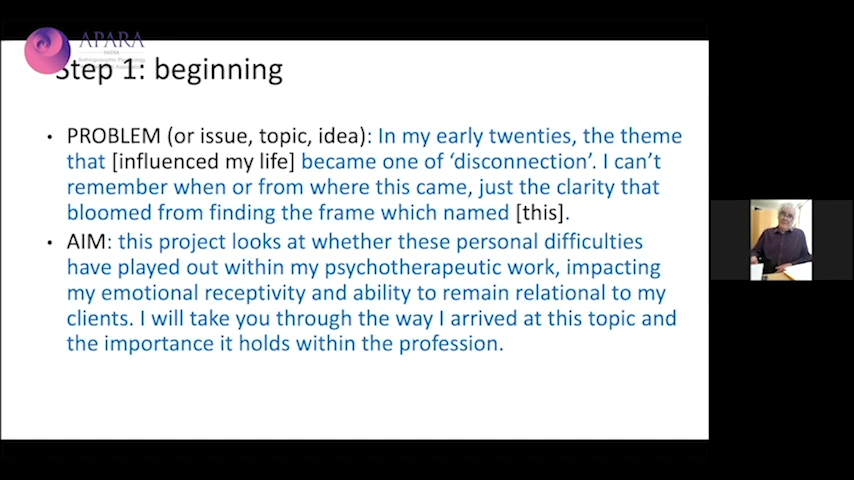 APARA
Step 1: beginning
• PROBLEM (or issue, topic, idea): In my early twenties, the theme
that [influenced my life] became one of ‘disconnection’. I can’t
remember when or from where this came, just the clarity that
bloomed from finding the frame which named [this].
• AIM: this project looks at whether these personal difficulties
have played out within my psychotherapeutic work, impacting
my emotional receptivity and ability to remain relational to my
clients. I will take you through the way I arrived at this topic and
the importance it holds within the profession.